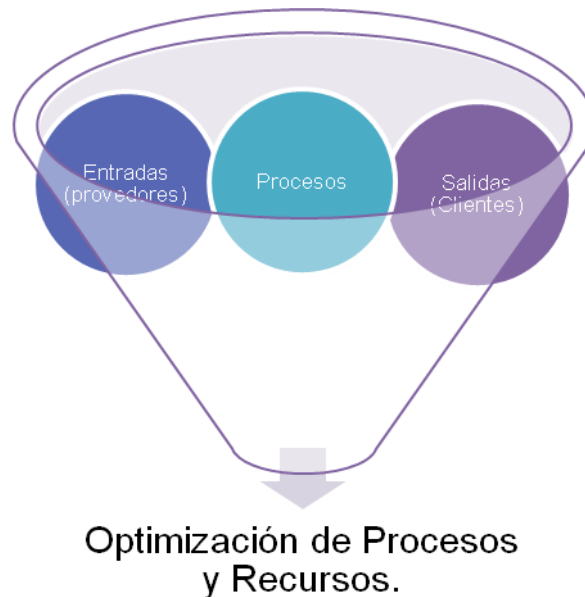 Entradas
(provedores)
Procesos
Salidas
(Clientes)
Optimización de Procesos
y Recursos.